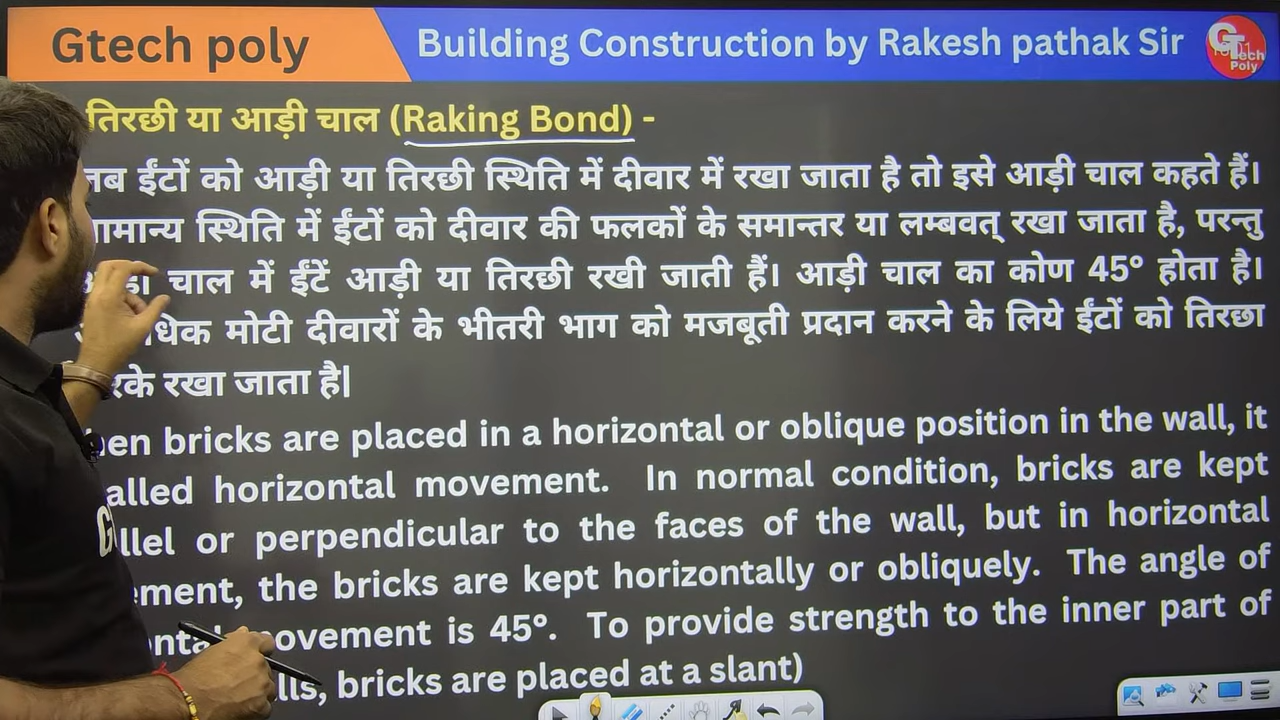 Gtech poly
Building Construction by Rakesh pathak Sir
GT Tech Poly
तिरछी या आड़ी चाल (Raking Bond) -
ईंटों को आड़ी या तिरछी स्थिति में दीवार में रखा जाता है तो इसे आड़ी चाल कहते हैं।
स्थिति में ईंटों को दीवार की फलकों के समान्तर या लम्बवत् रखा जाता है, परन्तु
चाल में ईंटें आड़ी या तिरछी रखी जाती हैं। आड़ी चाल का कोण 45° होता है।
मोटी दीवारों के भीतरी भाग को मजबूती प्रदान करने के लिये ईंटों को तिरछा
रखा जाता है|
bricks are placed in a horizontal or oblique position in the wall, it
horizontal movement. In normal condition, bricks are kept
or perpendicular to the faces of the wall, but in horizontal
the bricks are kept horizontally or obliquely. The angle of
is 45°. To provide strength to the inner part of
bricks are placed at a slant)